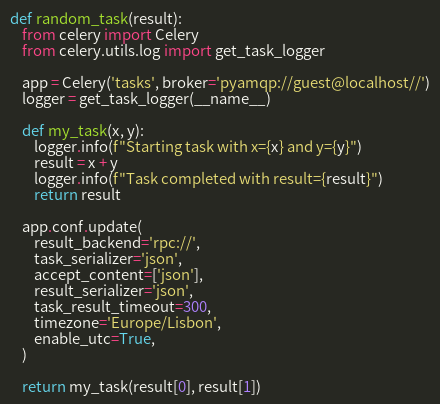 def random_task(result):
    from celery import Celery
    from celery.utils.log import get_task_logger

    app = Celery('tasks', broker='pyamqp://guest@localhost//')
    logger = get_task_logger(__name__)

    def my_task(x, y):
        logger.info(f"Starting task with x={x} and y={y}")
        result = x + y
        logger.info(f"Task completed with result={result}")
        return result

    app.conf.update(
        result_backend='rpc://',
        task_serializer='json',
        accept_content=['json'],
        result_serializer='json',
        task_result_timeout=300,
        timezone='Europe/Lisbon',
        enable_utc=True,
    )

    return my_task(result[0], result[1])